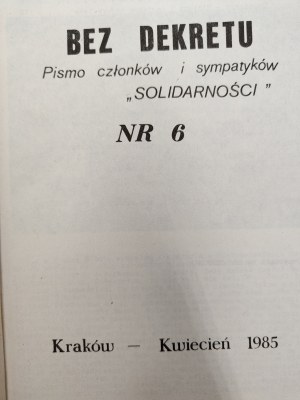 BEZ DEKRETU
Pismo członków i sympatyków
„SOLIDARNOŚCI ”
NR 6
Kraków — Kwiecień 1985